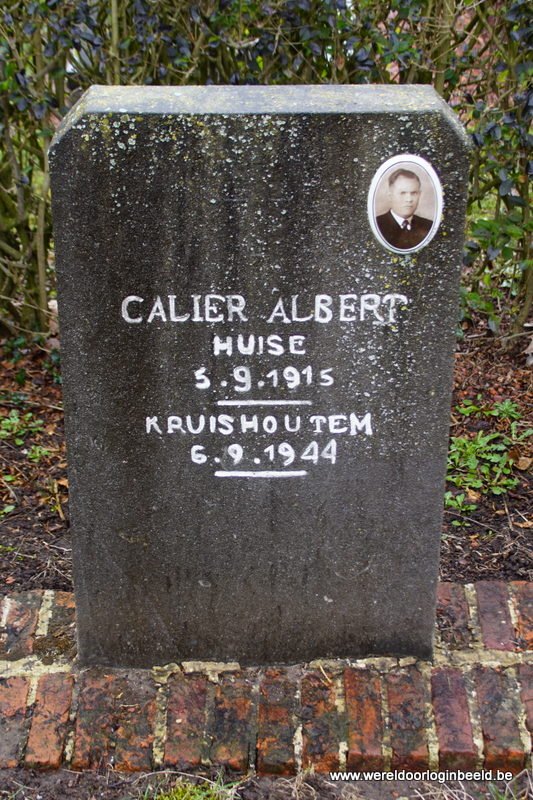 CALIER ALBERT
HUISE
5.9.1915
KRUISHOUTEM
6.9.1944
www.wereldoorloginbeeld.be